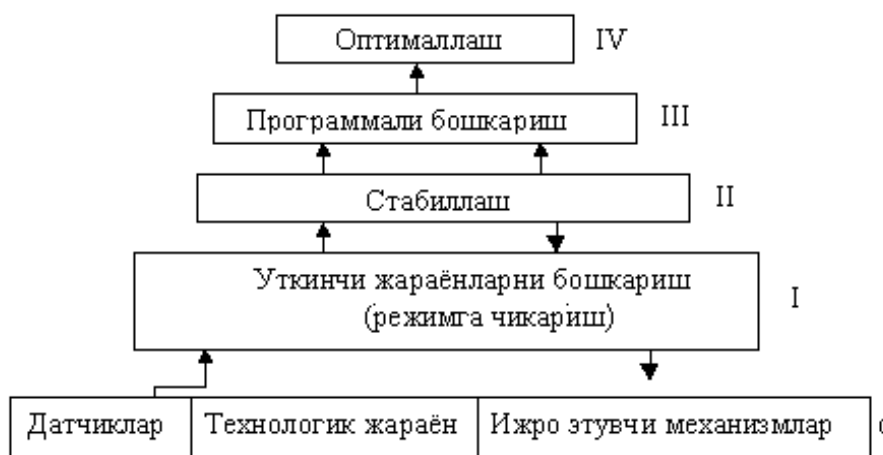 Оптималлаш IV
Программали бошкариш III
Стабиллаш II
Уткинчи жараёнларни бошкариш
(режимга чикариш) I
Датчиклар Технологик жараён Ижро этувчи механизмлар